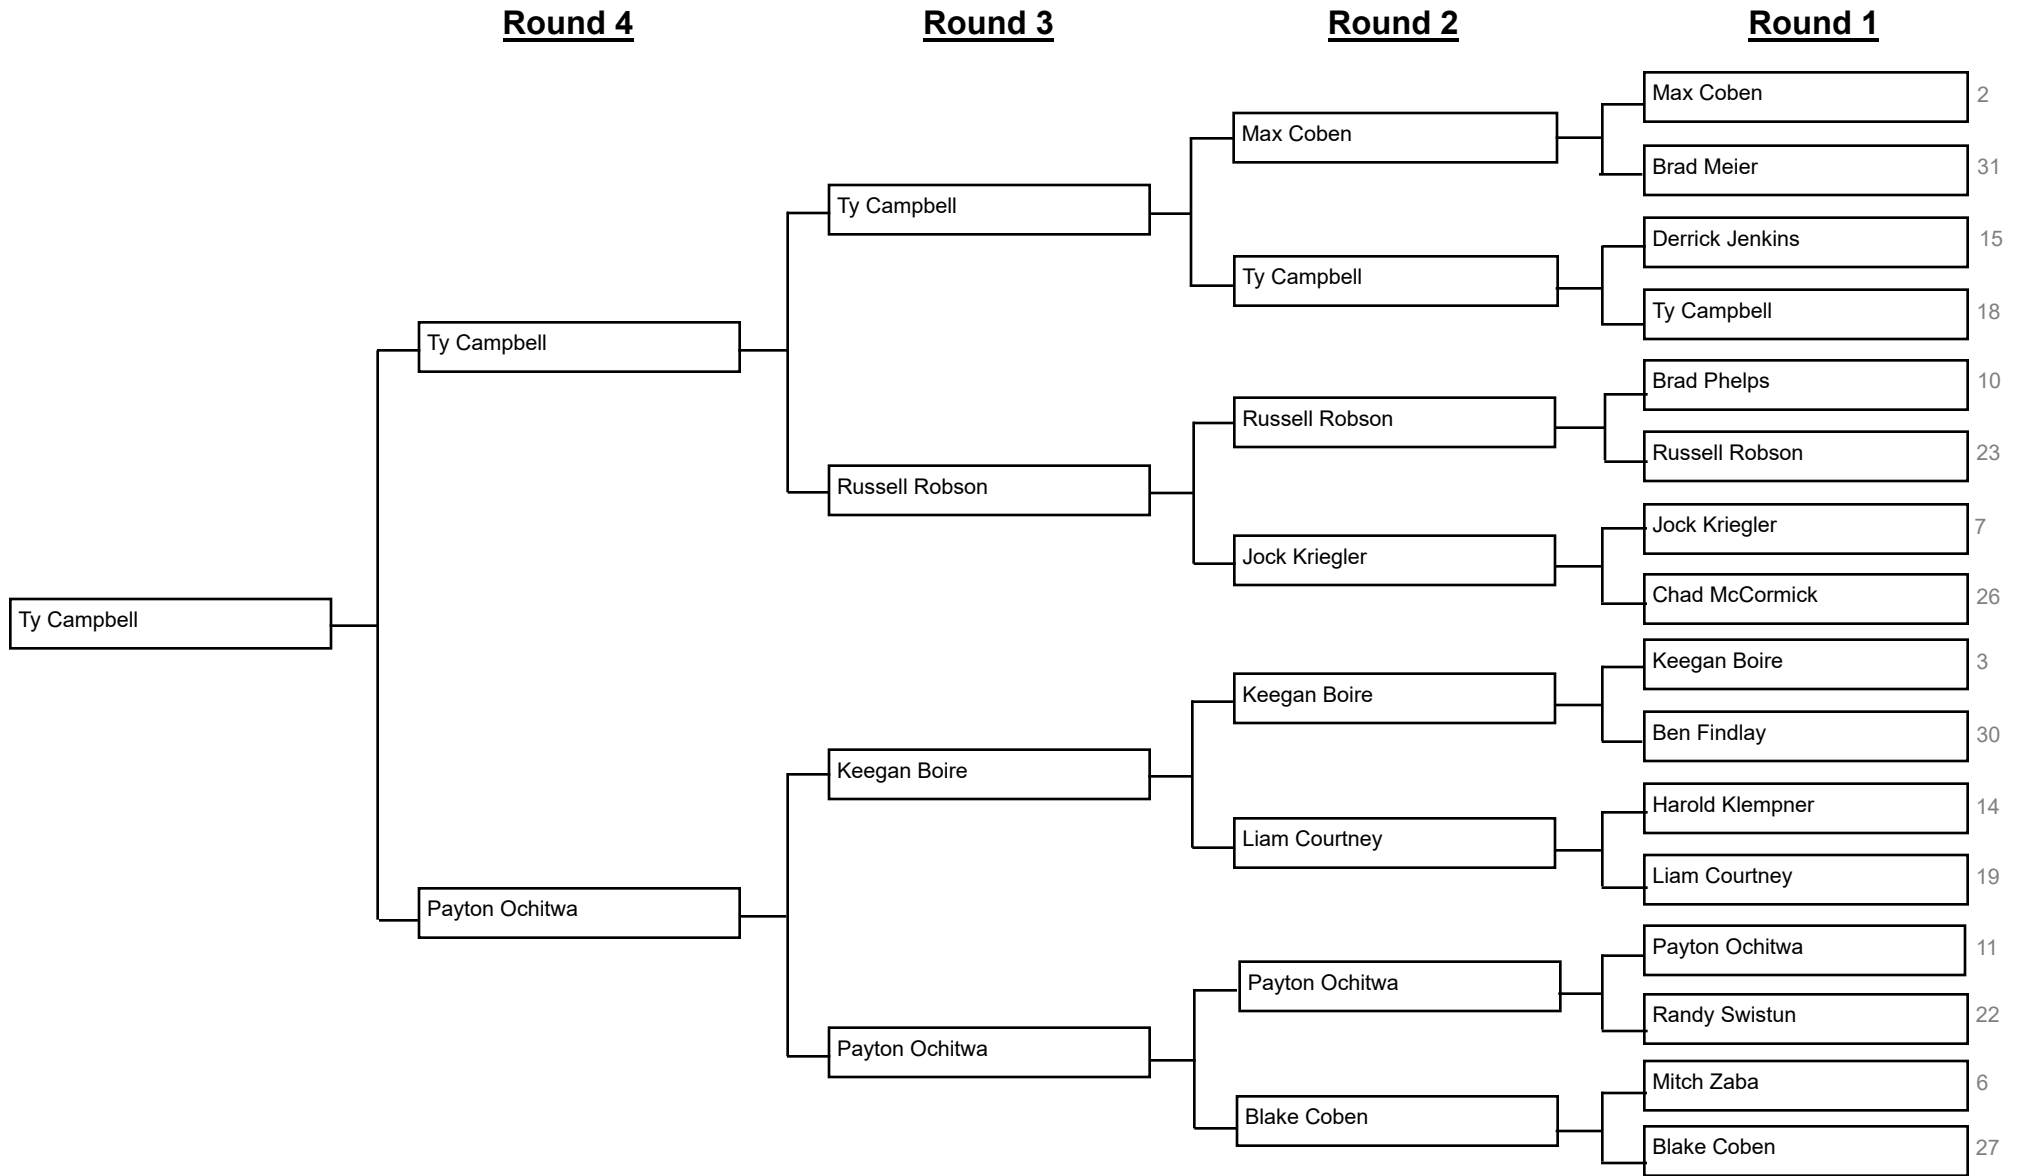 Round 4 Round 3 Round 2 Round 1
Max Coben 2
Max Coben
Brad Meier 31
Ty Campbell
Derrick Jenkins 15
Ty Campbell
Ty Campbell 18
Ty Campbell
Brad Phelps 10
Russell Robson
Russell Robson 23
Russell Robson
Jock Kriegler 7
Jock Kriegler
Chad McCormick 26
Ty Campbell
Keegan Boire 3
Keegan Boire
Ben Findlay 30
Keegan Boire
Harold Klempner 14
Liam Courtney
Liam Courtney 19
Payton Ochitwa
Payton Ochitwa 11
Payton Ochitwa
Randy Swistun 22
Payton Ochitwa
Mitch Zaba 6
Blake Coben
Blake Coben 27